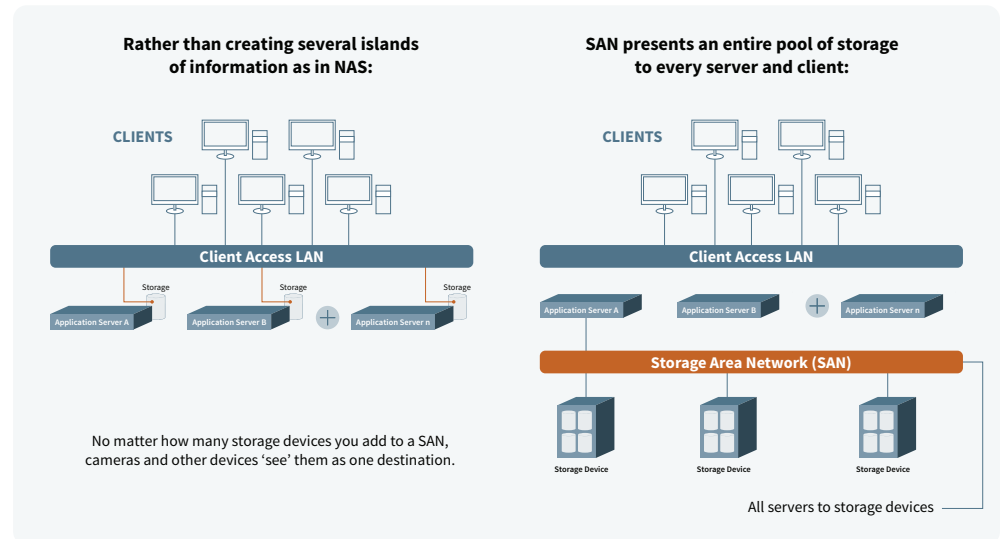 Rather than creating several islands
of information as in NAS:
CLIENTS
Client Access LAN
Storage
Storage
Storage
Application Server A
Application Server B
Application Server n
No matter how many storage devices you add to a SAN,
cameras and other devices ‘see’ them as one destination.
SAN presents an entire pool of storage
to every server and client:
CLIENTS
Client Access LAN
Application Server A
Application Server B
Application Server n
Storage Area Network (SAN)
Storage Device
Storage Device
Storage Device
All servers to storage devices